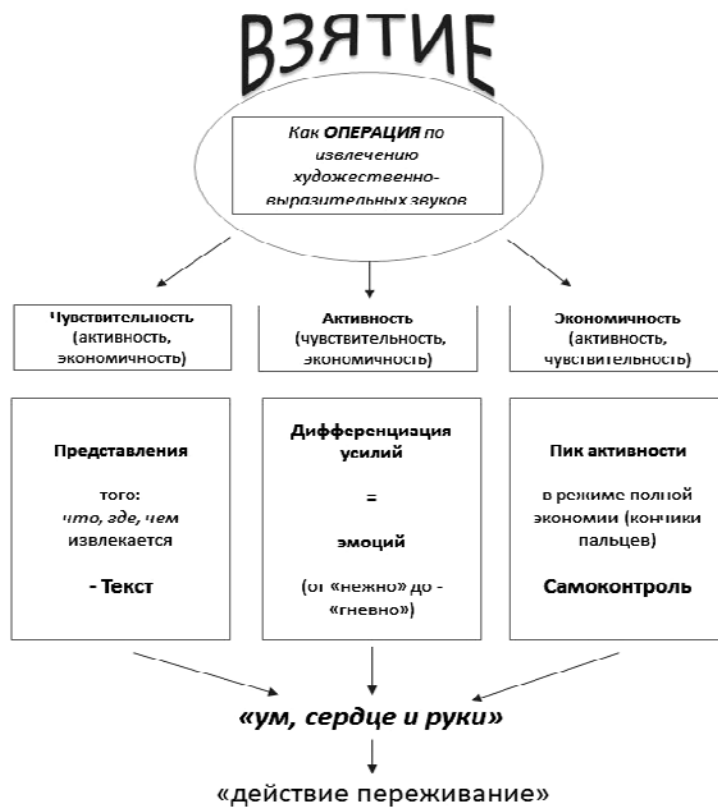 ВЗЯТИЕ
Как ОПЕРАЦИЯ по
извлечению
художественно-
выразительных звуков
Чувствительность
(активность,
экономичность)
Активность
(чувствительность,
экономичность)
Экономичность
(активность,
чувствительность)
Представления
того:
что, где, чем
извлекается
- Текст
Дифференциация
усилий
=
эмоций
(от «нежно» до -
«гневно»)
Пик активности
в режиме полной
экономии (кончики
пальцев)
Самоконтроль
«ум, сердце и руки»
«действие переживание»